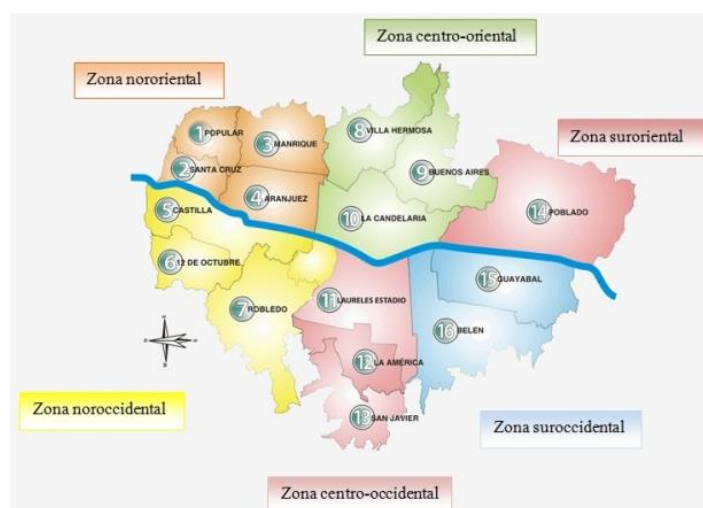 Zona centro-oriental
Zona nororiental
Zona suroriental
1 POPULAR
3 MANRIQUE
8 VILLA HERMOSA
2 SANTA CRUZ
9 BUENOS AIRES
4 ARANJUEZ
5 CASTILLA
10 LA CANDELARIA
14 POBLADO
6 12 DE OCTUBRE
15 GUAYABAL
7 ROBLEDO
11 LAURELES ESTADIO
16 BELEN
12 LA AMÉRICA
13 SAN JAVIER
Zona noroccidental
Zona suroccidental
Zona centro-occidental